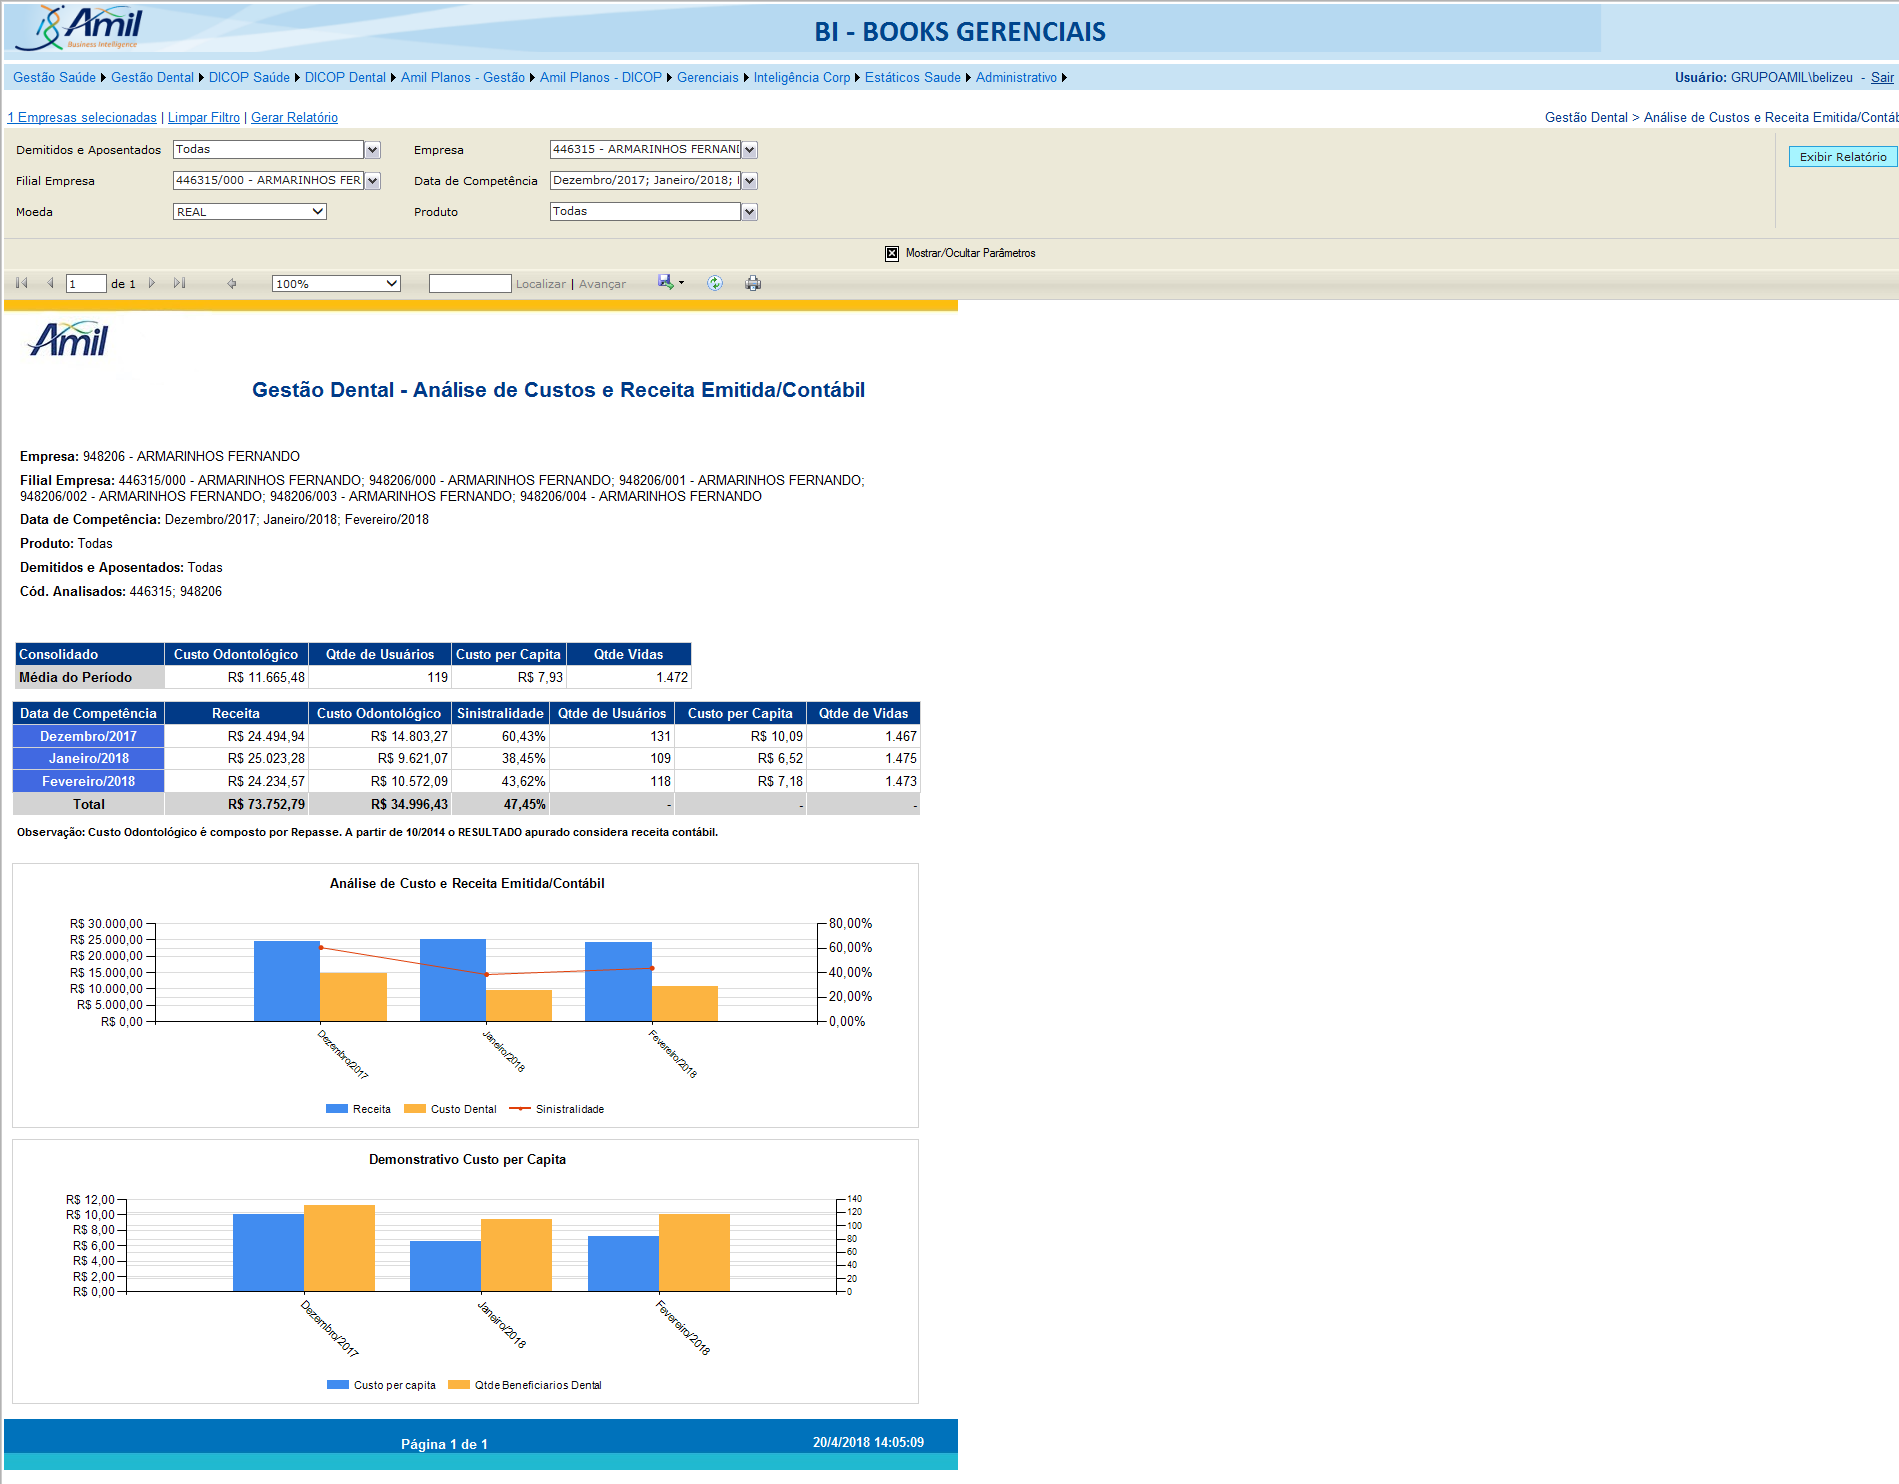 Amil
Business Intelligence
BI - BOOKS GERENCIAIS
Gestão Saúde Gestão Dental DICOP Saúde DICOP Dental Amil Planos - Gestão Amil Planos - DICOP Gerenciais Inteligência Corp Estáticos Saude Administrativo Usuário: GRUPOAMIL\belizeu - Sair
1 Empresas selecionadas | Limpar Filtro | Gerar Relatório Gestão Dental > Análise de Custos e Receita Emitida/Contáb
Demitidos e Aposentados Todas Empresa 446315 - ARMARINHOS FERNAND Exibir Relatório
Filial Empresa 446315/000 - ARMARINHOS FER Data de Competência Dezembro/2017; Janeiro/2018;
Moeda REAL Produto Todas
Mostrar/Ocultar Parâmetros
1 de 1 100% Localizar | Avançar
Amil
Gestão Dental - Análise de Custos e Receita Emitida/Contábil
Empresa: 948206 - ARMARINHOS FERNANDO
Filial Empresa: 446315/000 - ARMARINHOS FERNANDO; 948206/000 - ARMARINHOS FERNANDO; 948206/001 - ARMARINHOS FERNANDO;
948206/002 - ARMARINHOS FERNANDO; 948206/003 - ARMARINHOS FERNANDO; 948206/004 - ARMARINHOS FERNANDO
Data de Competência: Dezembro/2017; Janeiro/2018; Fevereiro/2018
Produto: Todas
Demitidos e Aposentados: Todas
Cód. Analisados: 446315; 948206
Consolidado Custo Odontológico Qtde de Usuários Custo per Capita Qtde Vidas
Média do Período R$ 11.665,48 119 R$ 7,93 1.472
Data de Competência Receita Custo Odontológico Sinistralidade Qtde de Usuários Custo per Capita Qtde de Vidas
Dezembro/2017 R$ 24.494,94 R$ 14.803,27 60,43% 131 R$ 10,09 1.467
Janeiro/2018 R$ 25.023,28 R$ 9.621,07 38,45% 109 R$ 6,52 1.475
Fevereiro/2018 R$ 24.234,57 R$ 10.572,09 43,62% 118 R$ 7,18 1.473
Total R$ 73.752,79 R$ 34.996,43 47,45% - - -
Observação: Custo Odontológico é composto por Repasse. A partir de 10/2014 o RESULTADO apurado considera receita contábil.
Análise de Custo e Receita Emitida/Contábil
R$ 30.000,00 80,00%
R$ 25.000,00
R$ 20.000,00 60,00%
R$ 15.000,00 40,00%
R$ 10.000,00
R$ 5.000,00 20,00%
R$ 0,00 0,00%
Dezembro/2017 Janeiro/2018 Fevereiro/2018
Receita Custo Dental Sinistralidade
Demonstrativo Custo per Capita
R$ 12,00 140
R$ 10,00 120
R$ 8,00 100
R$ 6,00 80
R$ 4,00 60
R$ 2,00 40
20
R$ 0,00 0
Dezembro/2017 Janeiro/2018 Fevereiro/2018
Custo per capita Qtde Beneficiarios Dental
Página 1 de 1 20/4/2018 14:05:09